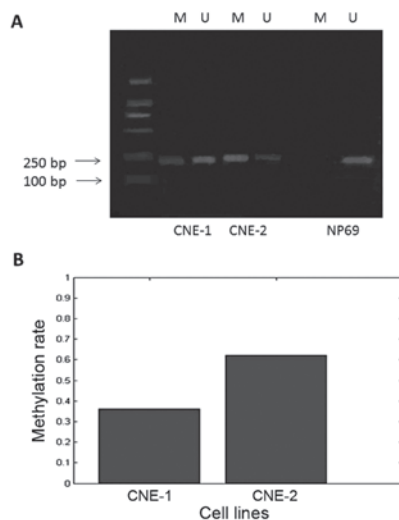 A
M U M U M U
250 bp
100 bp
CNE-1 CNE-2 NP69
B
1
0.9
0.8
0.7
0.6
0.5
0.4
0.3
0.2
0.1
0
Methylation rate
CNE-1 CNE-2
Cell lines